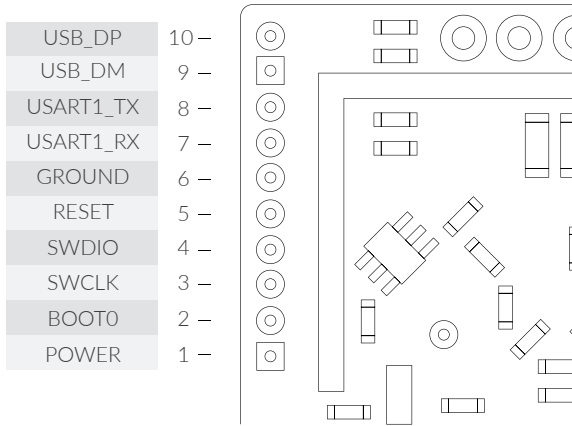 USB_DP 10
USB_DM 9
USART1_TX 8
USART1_RX 7
GROUND 6
RESET 5
SWDIO 4
SWCLK 3
BOOT0 2
POWER 1